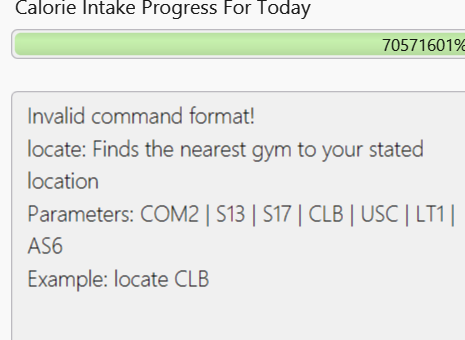 Calorie Intake Progress For Today
70571601%
Invalid command format!
locate: Finds the nearest gym to your stated
location
Parameters: COM2 | S13 | S17 | CLB | USC | LT1 |
AS6
Example: locate CLB